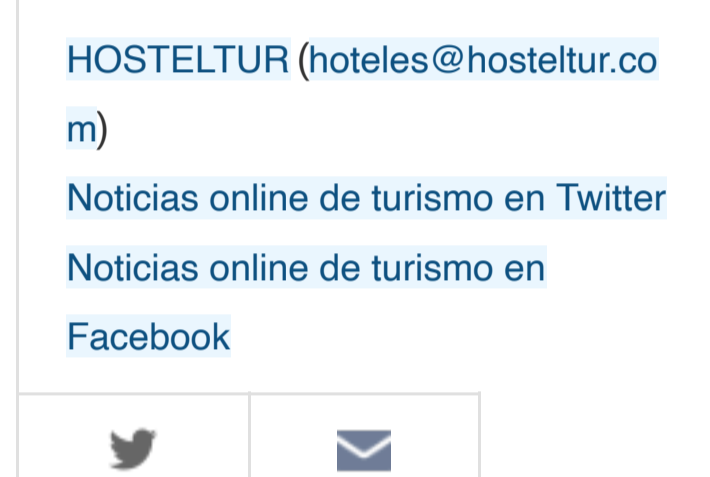 HOSTELTUR (hoteles@hosteltur.co
m)
Noticias online de turismo en Twitter
Noticias online de turismo en
Facebook